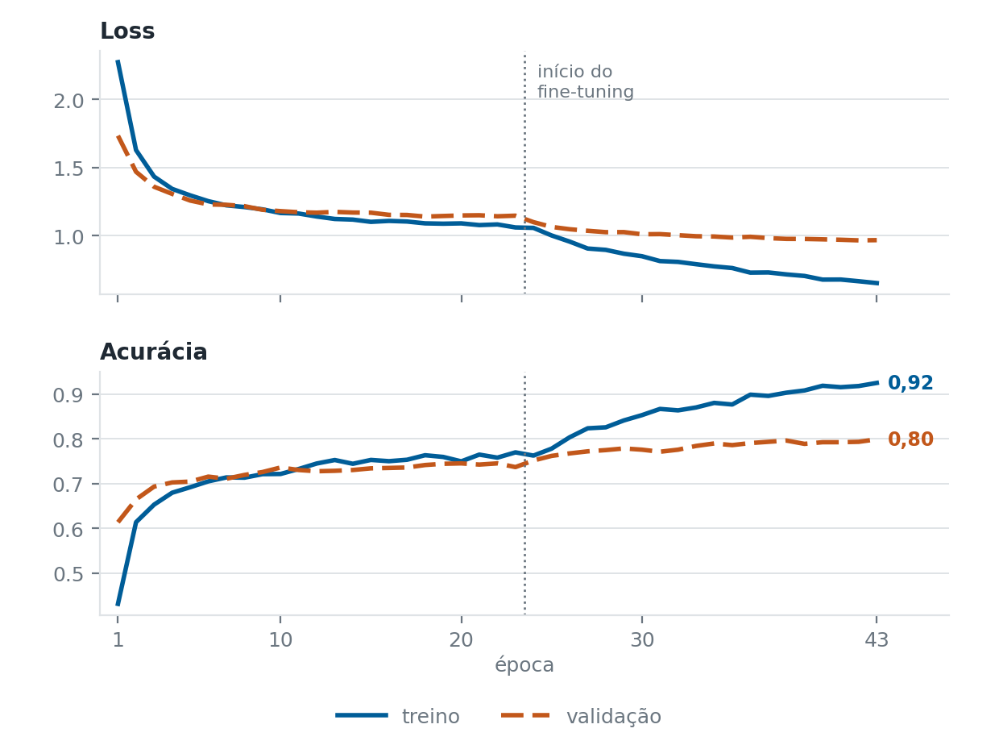 Loss
início do
fine-tuning
2.0
1.5
1.0
Acurácia
0.9
0.8
0.7
0.6
0.5
0,92
0,80
1 10 20 30 43
época
treino validação